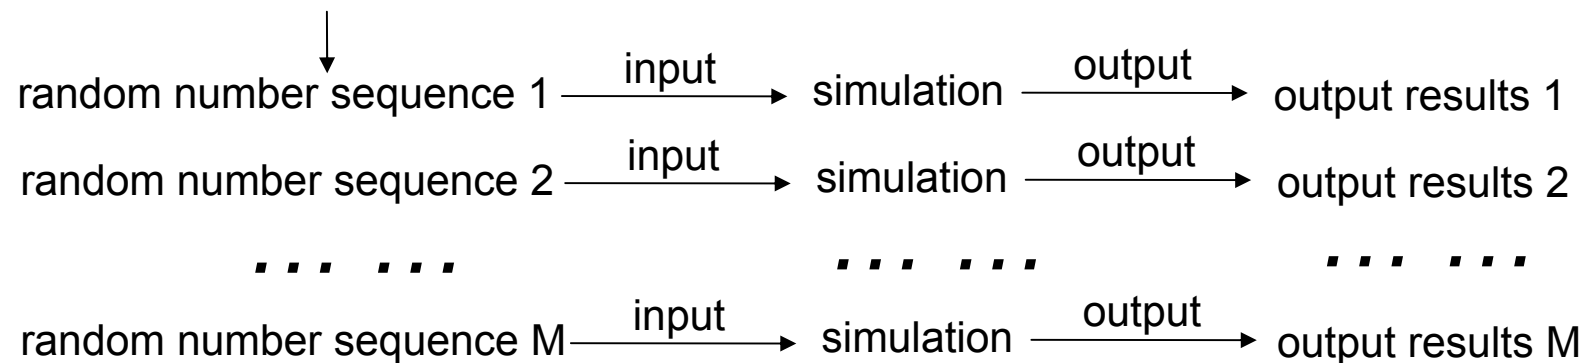 random number sequence 1 input simulation output output results 1
random number sequence 2 input simulation output output results 2
... ... ... ... ... ...
random number sequence M input simulation output output results M